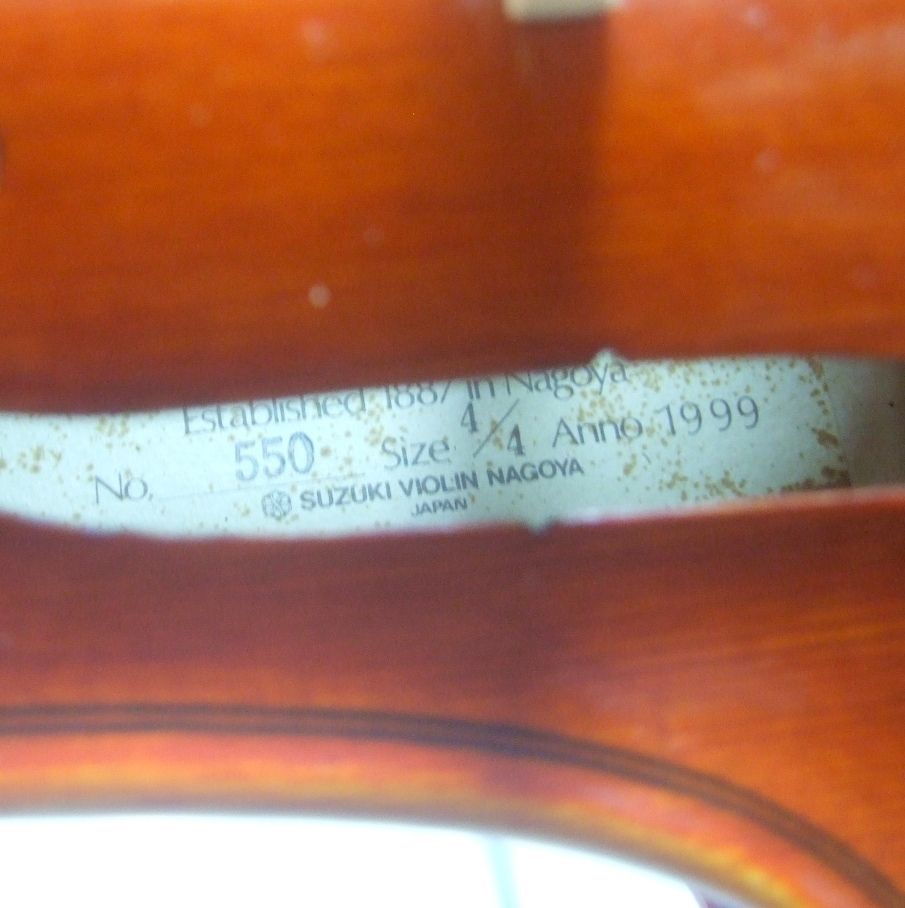 Established 1887 in Nagoya
No. 550 Size 4/4 Anno 1999
SUZUKI VIOLIN NAGOYA
JAPAN